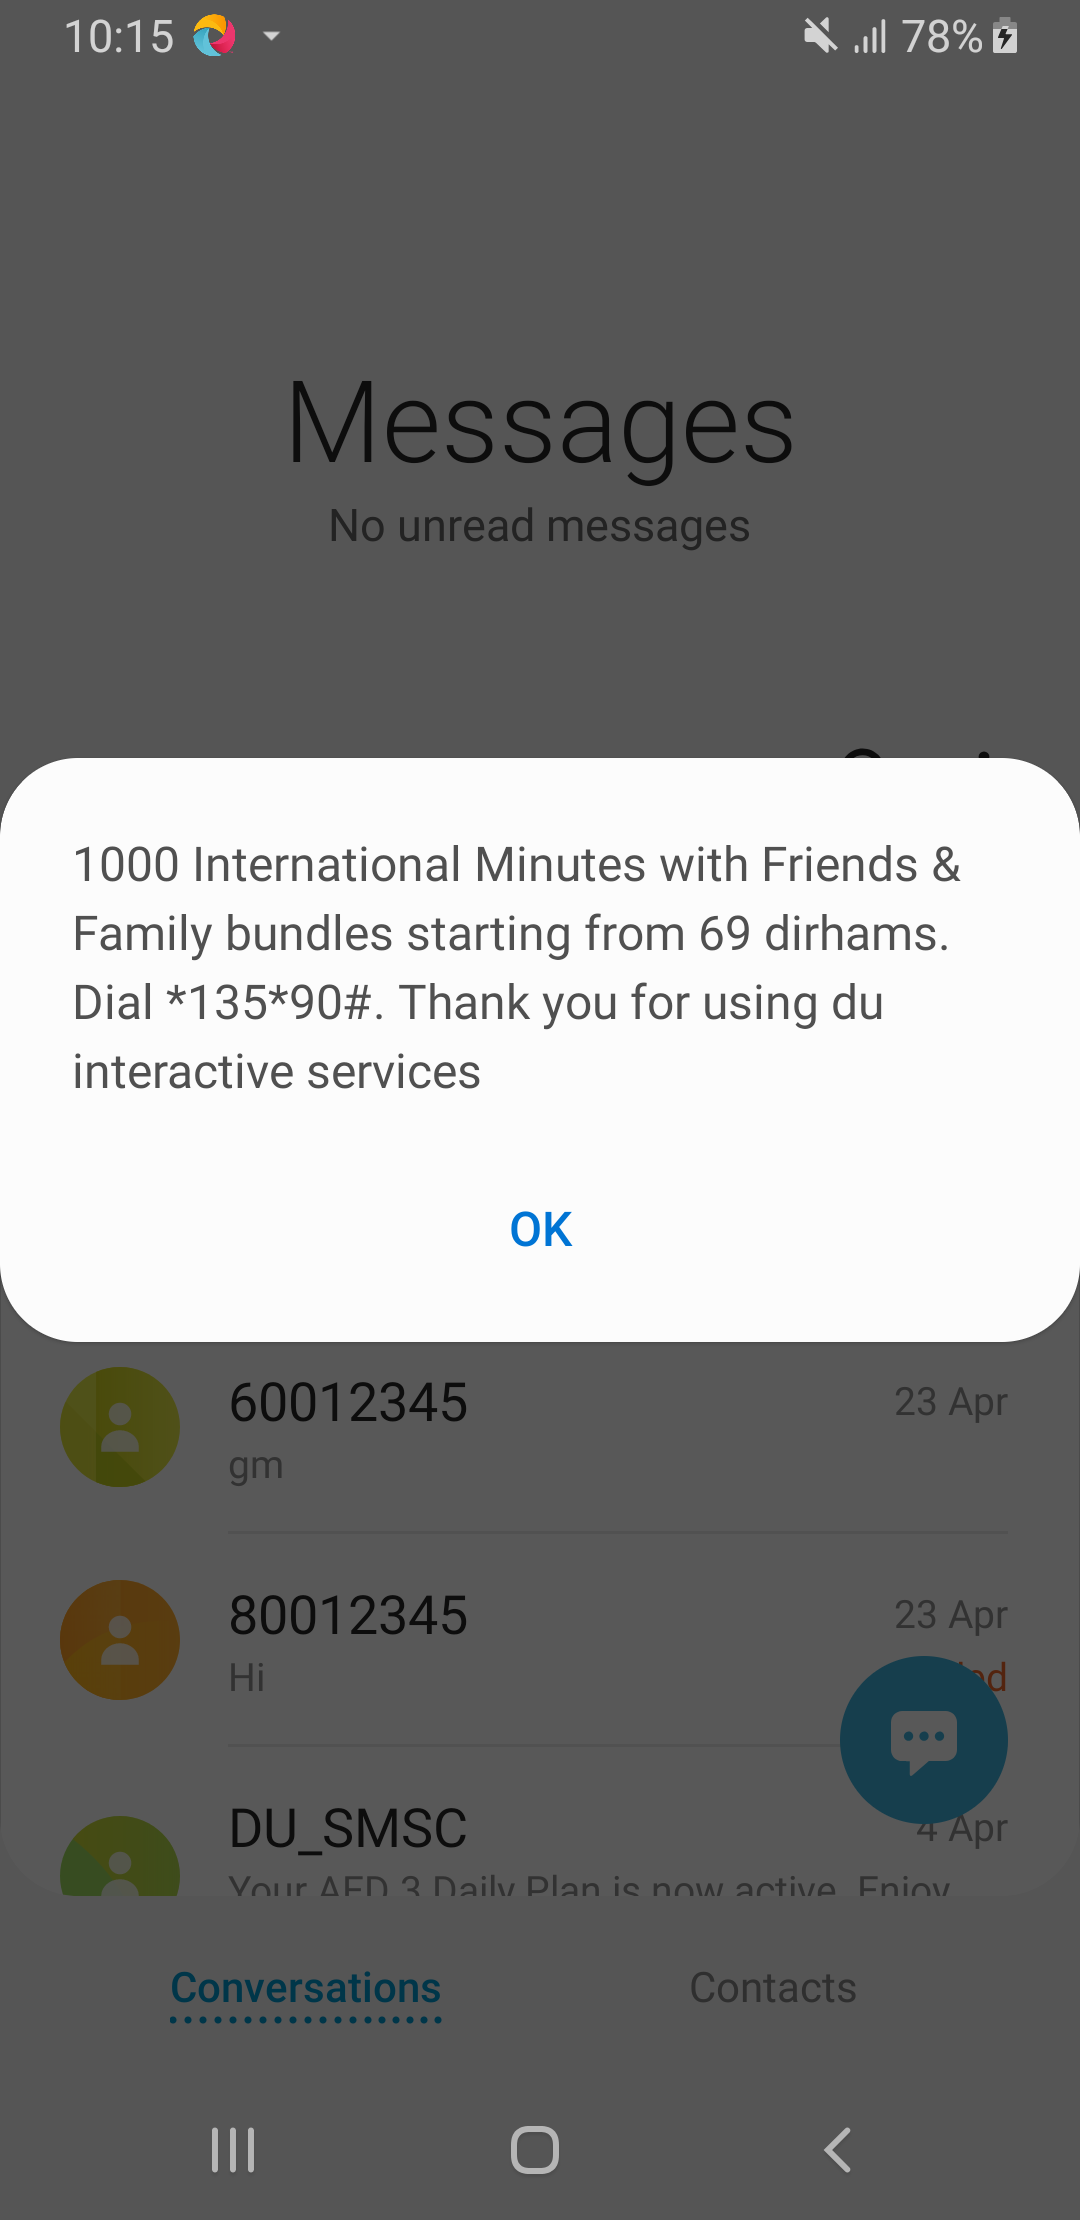 10:15
78%
Messages
No unread messages
1000 International Minutes with Friends &
Family bundles starting from 69 dirhams.
Dial *135*90#. Thank you for using du
interactive services
OK
60012345
23 Apr
gm
80012345
23 Apr
Hi
DU_SMSC
4 Apr
Your AED 3 Daily Plan is now active. Enjoy
Conversations
Contacts